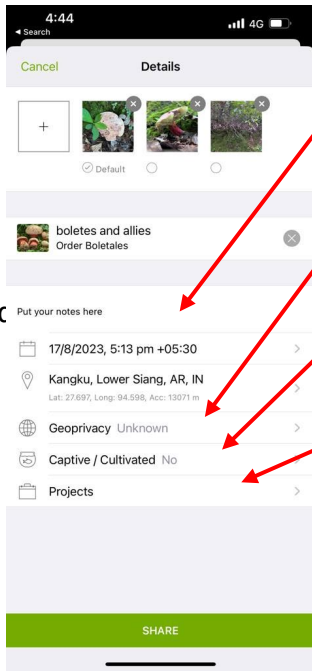 4:44
4G
◀ Search
Cancel
Details
+
Default
boletes and allies
Order Boletales
Put your notes here
17/8/2023, 5:13 pm +05:30
Kangku, Lower Siang, AR, IN
Lat: 27.697, Long: 94.598, Acc: 13071 m
Geoprivacy Unknown
Captive / Cultivated No
Projects
SHARE